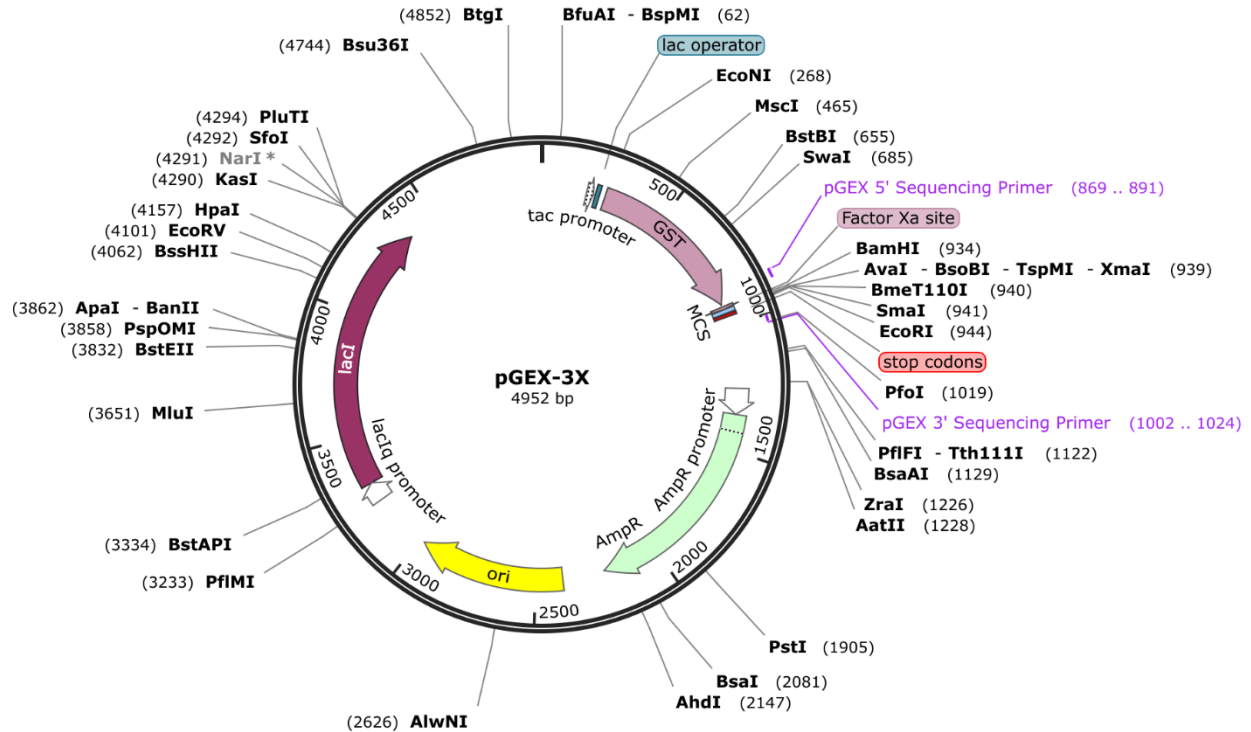 (4852) BtgI
BfuAI - BspMI (62)
(4744) Bsu36I
lac operator
EcoNI (268)
MscI (465)
(4294) PluTI
(4292) SfoI
(4291) NarI *
(4290) KasI
BstBI (655)
SwaI (685)
pGEX 5' Sequencing Primer (869 .. 891)
(4157) HpaI
(4101) EcoRV
(4062) BssHII
Factor Xa site
BamHI (934)
AvaI - BsoBI - TspMI - XmaI (939)
BmeT110I (940)
SmaI (941)
EcoRI (944)
stop codons
PfoI (1019)
pGEX 3' Sequencing Primer (1002 .. 1024)
(3862) ApaI - BanII
(3858) PspOMI
(3832) BstEII
(3651) MluI
PflFI - Tth111I (1122)
BsaAI (1129)
ZraI (1226)
AatII (1228)
(3334) BstAPI
(3233) PflMI
PstI (1905)
BsaI (2081)
AhdI (2147)
(2626) AlwNI
500
1000
1500
2000
2500
3000
3500
4000
4500
tac promoter
GST
MCS
pGEX-3X
4952 bp
AmpR promoter
AmpR
ori
lacIq promoter
lacI